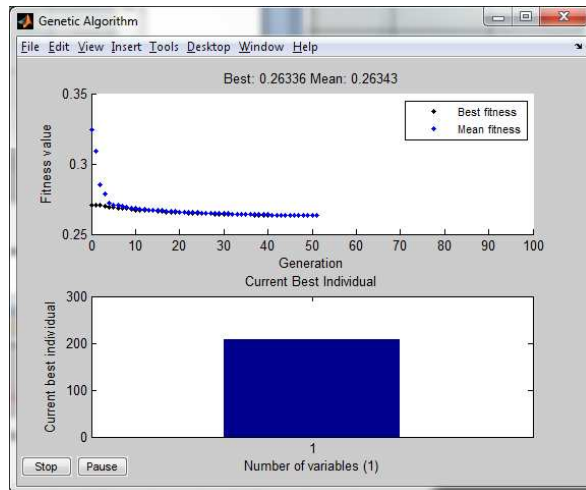 Genetic Algorithm
File Edit View Insert Tools Desktop Window Help
Best: 0.26336 Mean: 0.26343
0.35
0.3
0.25
Fitness value
Best fitness
Mean fitness
0 10 20 30 40 50 60 70 80 90 100
Generation
Current Best Individual
300
200
100
0
Current best individual
1
Number of variables (1)
Stop Pause